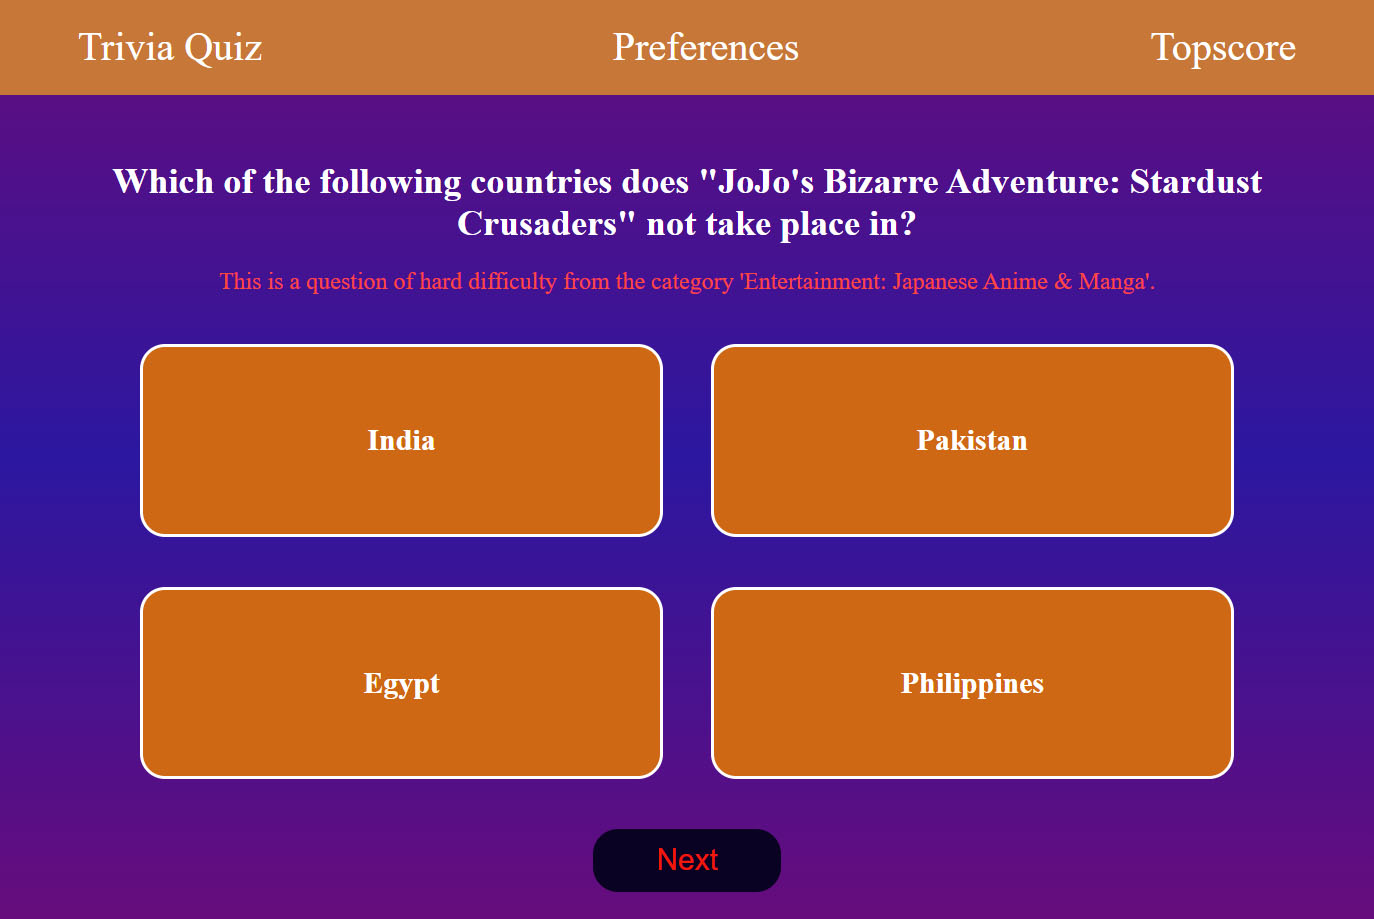 Trivia Quiz
Preferences
Topscore
Which of the following countries does "JoJo's Bizarre Adventure: Stardust
Crusaders" not take place in?
This is a question of hard difficulty from the category 'Entertainment: Japanese Anime & Manga'.
India
Pakistan
Egypt
Philippines
Next